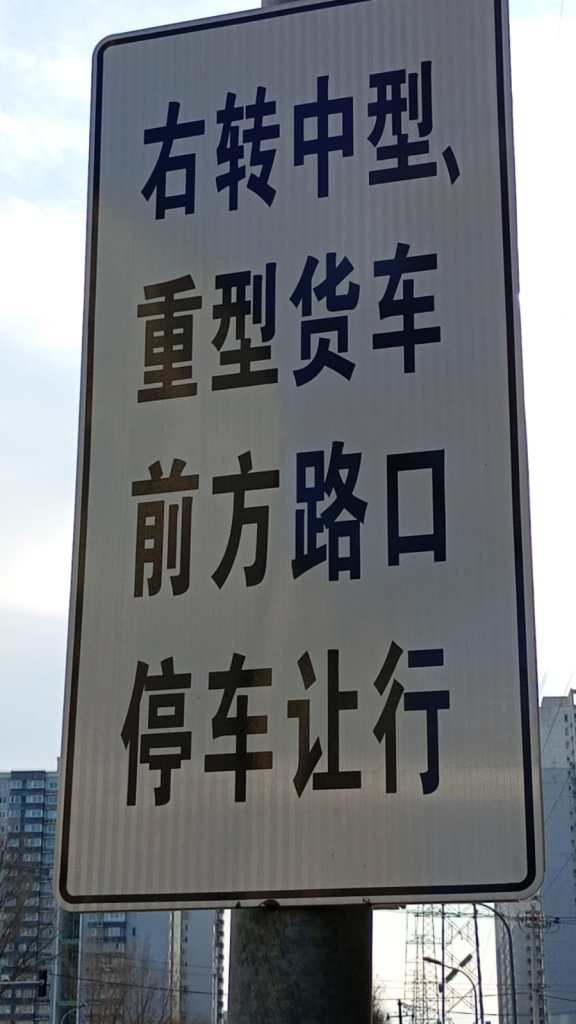 右转中型、
重型货车
前方路口
停车让行